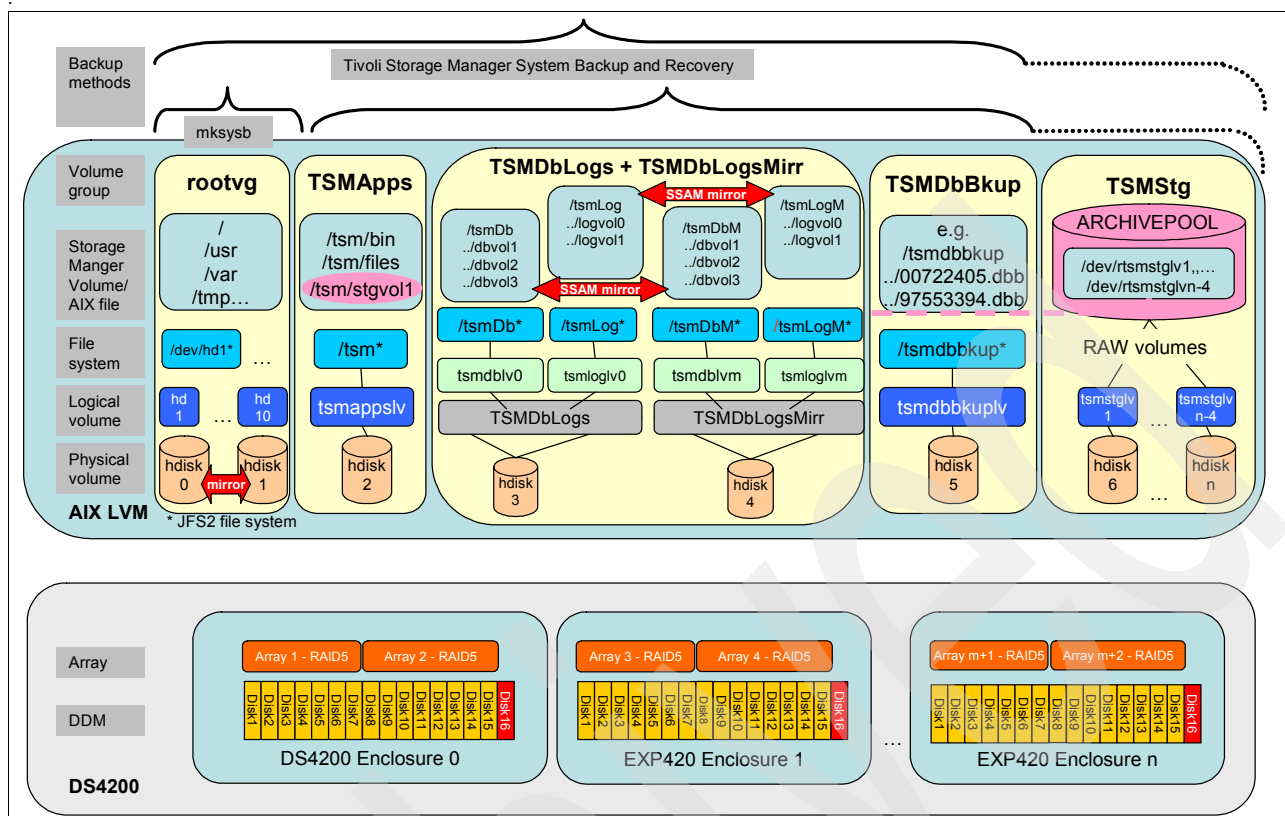 .
Backup
methods
Tivoli Storage Manager System Backup and Recovery
mksysb
Volume
group
rootvg
TSMApps
TSMDbLogs + TSMDbLogsMirr
TSMDbBkup
TSMStg
Storage
Manger
Volume/
AIX file
/
/usr
/var
/tmp…
/tsm/bin
/tsm/files
/tsm/stgvol1
/tsmDb
../dbvol1
../dbvol2
../dbvol3
/tsmLog
../logvol0
../logvol1
SSAM mirror
/tsmDbM
../dbvol1
../dbvol2
../dbvol3
/tsmLogM
../logvol0
../logvol1
SSAM mirror
e.g.
/tsmdbbkup
../00722405.dbb
../97553394.dbb
ARCHIVEPOOL
/dev/rtsmstglv1,,…
/dev/rtsmstglvn-4
File
system
/dev/hd1*
…
/tsm*
/tsmDb*
/tsmLog*
/tsmDbM*
/tsmLogM*
/tsmdbbkup*
RAW volumes
Logical
volume
hd
1
…
hd
10
tsmappslv
tsmdblv0
tsmloglv0
tsmdblvm
tsmloglvm
TSMDbLogs
TSMDbLogsMirr
tsmdbbkuplv
tsmstglv
1
…
tsmstglv
n-4
Physical
volume
hdisk
0
mirror
hdisk
1
hdisk
2
hdisk
3
hdisk
4
hdisk
5
hdisk
6
…
hdisk
n
AIX LVM
* JFS2 file system
Array
Array 1 - RAID5
Array 2 - RAID5
Array 3 - RAID5
Array 4 - RAID5
Array m+1 - RAID5
Array m+2 - RAID5
DDM
Disk1
Disk2
Disk3
Disk4
Disk5
Disk6
Disk7
Disk8
Disk9
Disk10
Disk11
Disk12
Disk13
Disk14
Disk15
Disk16
Disk1
Disk2
Disk3
Disk4
Disk5
Disk6
Disk7
Disk8
Disk9
Disk10
Disk11
Disk12
Disk13
Disk14
Disk15
Disk16
Disk1
Disk2
Disk3
Disk4
Disk5
Disk6
Disk7
Disk8
Disk9
Disk10
Disk11
Disk12
Disk13
Disk14
Disk15
Disk16
DS4200 Enclosure 0
EXP420 Enclosure 1
…
EXP420 Enclosure n
DS4200